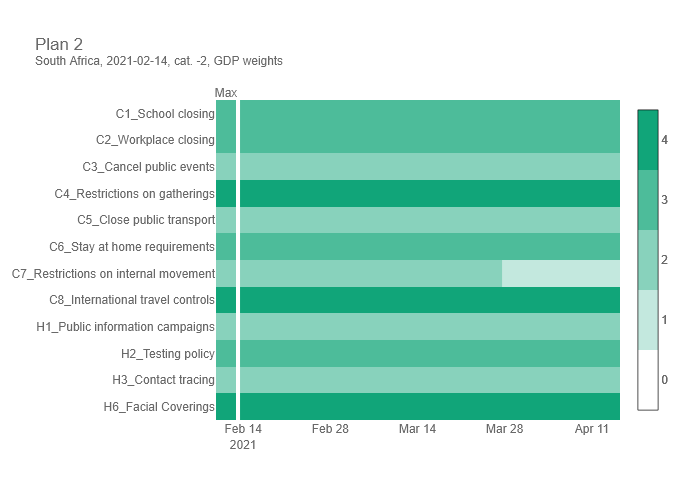 Plan 2
South Africa, 2021-02-14, cat. -2, GDP weights
Max
C1_School closing
C2_Workplace closing
C3_Cancel public events
C4_Restrictions on gatherings
C5_Close public transport
C6_Stay at home requirements
C7_Restrictions on internal movement
C8_International travel controls
H1_Public information campaigns
H2_Testing policy
H3_Contact tracing
H6_Facial Coverings
Feb 14 Feb 28 Mar 14 Mar 28 Apr 11
2021
4
3
2
1
0